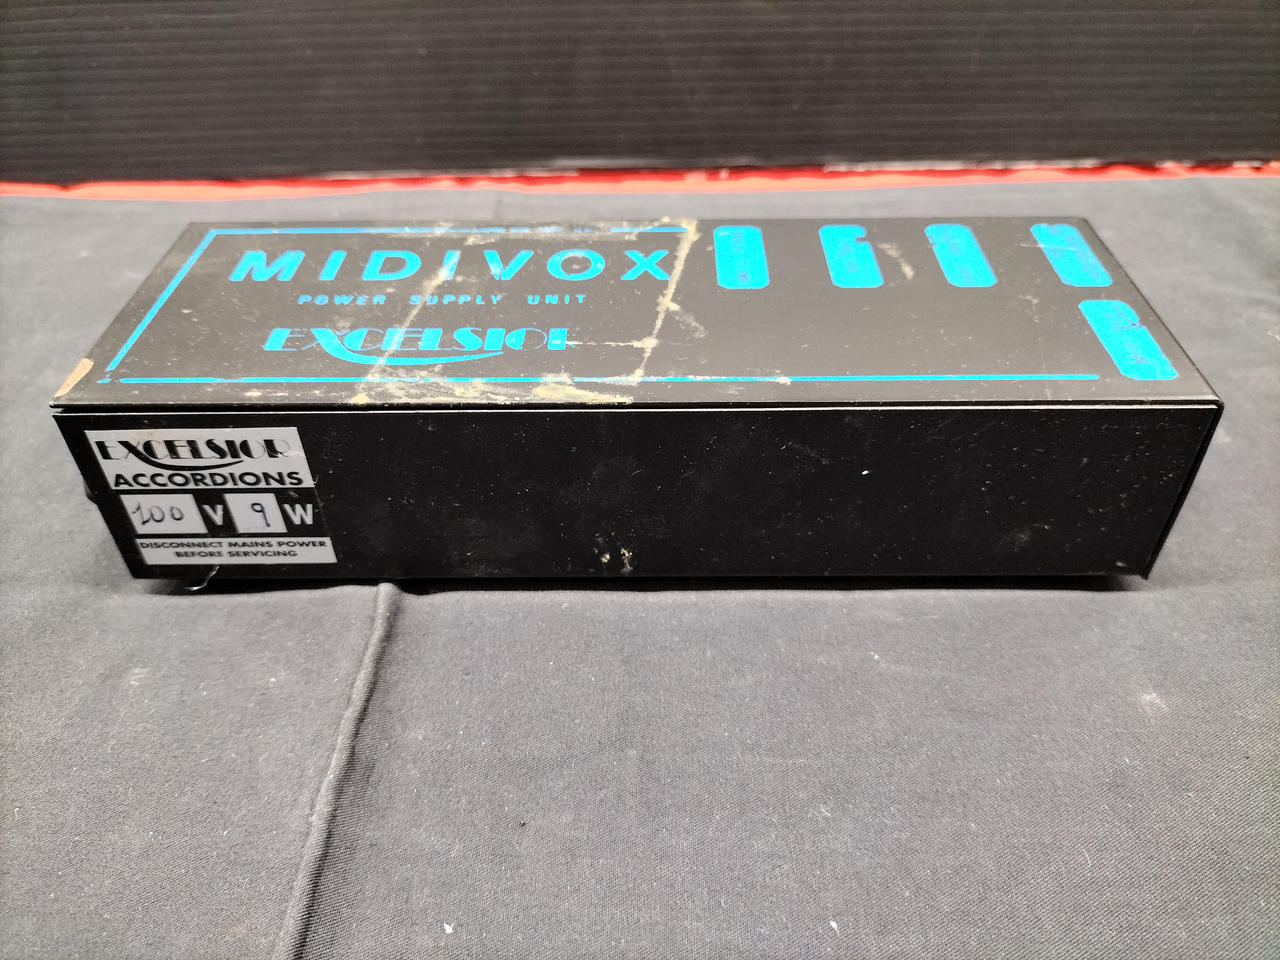 MIDIVOX
POWER SUPPLY UNIT
EXCELSIOR
EXCELSIOR
ACCORDIONS
100 V 9 W
DISCONNECT MAINS POWER
BEFORE SERVICING